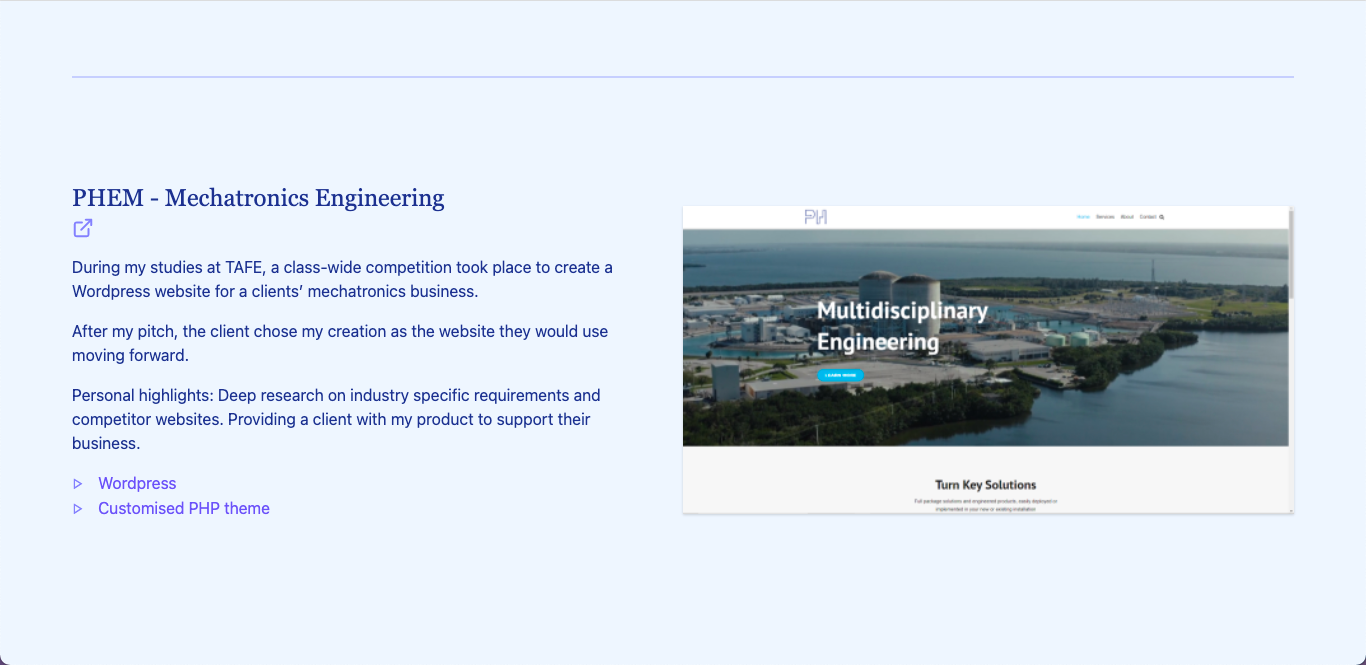 PHEM - Mechatronics Engineering
During my studies at TAFE, a class-wide competition took place to create a
Wordpress website for a clients’ mechatronics business.
After my pitch, the client chose my creation as the website they would use
moving forward.
Personal highlights: Deep research on industry specific requirements and
competitor websites. Providing a client with my product to support their
business.
Wordpress
Customised PHP theme
PH
Home Services About Contact
Multidisciplinary
Engineering
LEARN MORE
Turn Key Solutions
Full package solutions and engineered products, easily deployed or
implemented in your new or existing installation